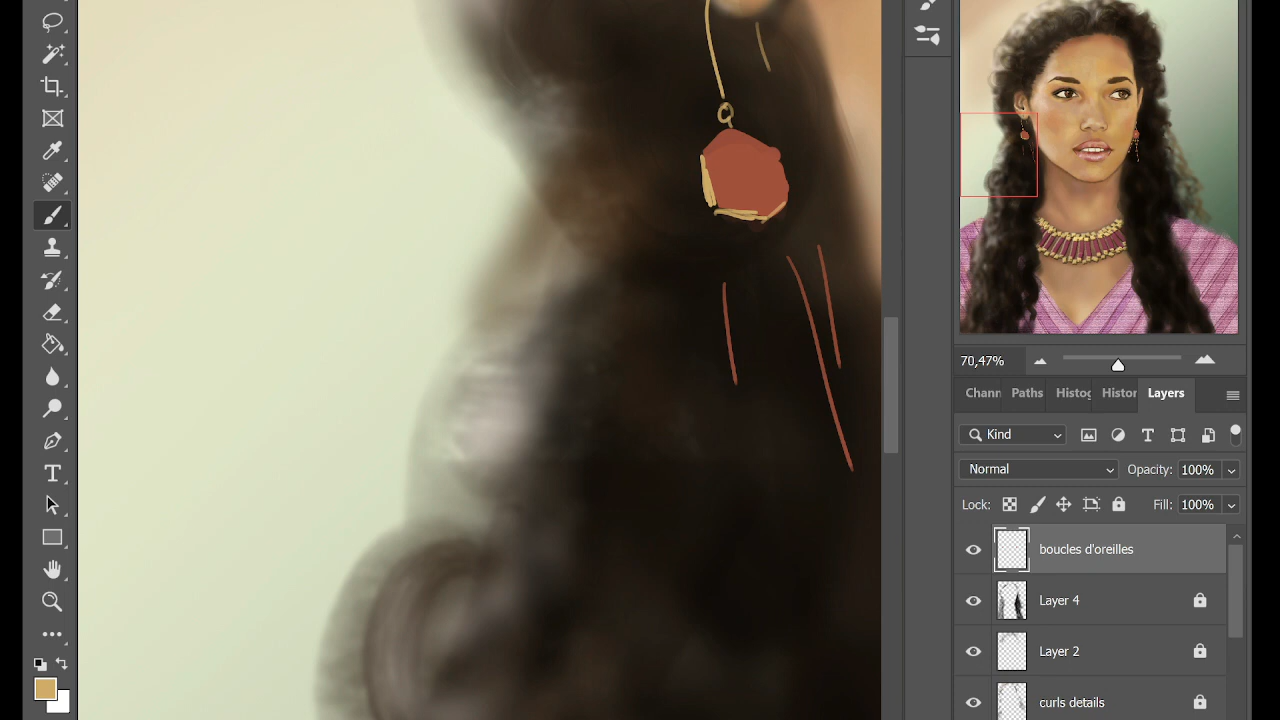 70,47%
Chann Paths Histog Histor Layers
Kind
Normal Opacity: 100%
Lock: Fill: 100%
boucles d'oreilles
Layer 4
Layer 2
curls details